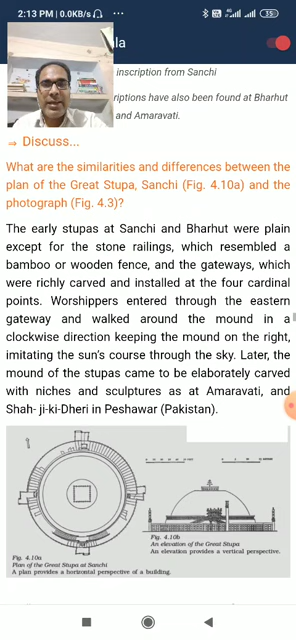 2:13 PM | 0.0KB/s
4G
35
la
inscription from Sanchi
riptions have also been found at Bharhut
and Amaravati.
⇒ Discuss...
What are the similarities and differences between the
plan of the Great Stupa, Sanchi (Fig. 4.10a) and the
photograph (Fig. 4.3)?
The early stupas at Sanchi and Bharhut were plain
except for the stone railings, which resembled a
bamboo or wooden fence, and the gateways, which
were richly carved and installed at the four cardinal
points. Worshippers entered through the eastern
gateway and walked around the mound in a
clockwise direction keeping the mound on the right,
imitating the sun's course through the sky. Later, the
mound of the stupas came to be elaborately carved
with niches and sculptures as at Amaravati, and
Shah- ji-ki-Dheri in Peshawar (Pakistan).
Fig. 4.10a
Plan of the Great Stupa at Sanchi
A plan provides a horizontal perspective of a building.
Fig. 4.10b
An elevation of the Great Stupa
An elevation provides a vertical perspective.